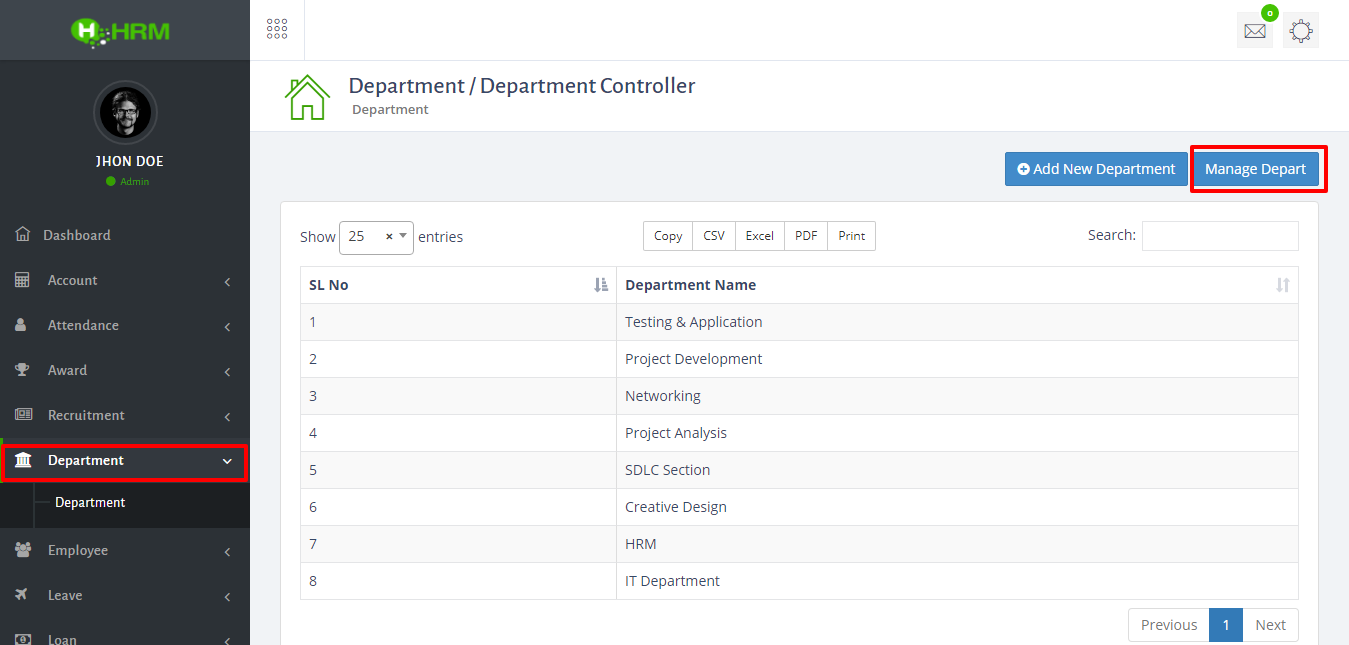 HRM
0
JHON DOE
Admin
Dashboard
Account
Attendance
Award
Recruitment
Department
Department
Employee
Leave
Loan
Department / Department Controller
Department
Add New Department
Manage Depart
Show 25 × entries
Copy CSV Excel PDF Print
Search:
SL No Department Name
1 Testing & Application
2 Project Development
3 Networking
4 Project Analysis
5 SDLC Section
6 Creative Design
7 HRM
8 IT Department
Previous 1 Next